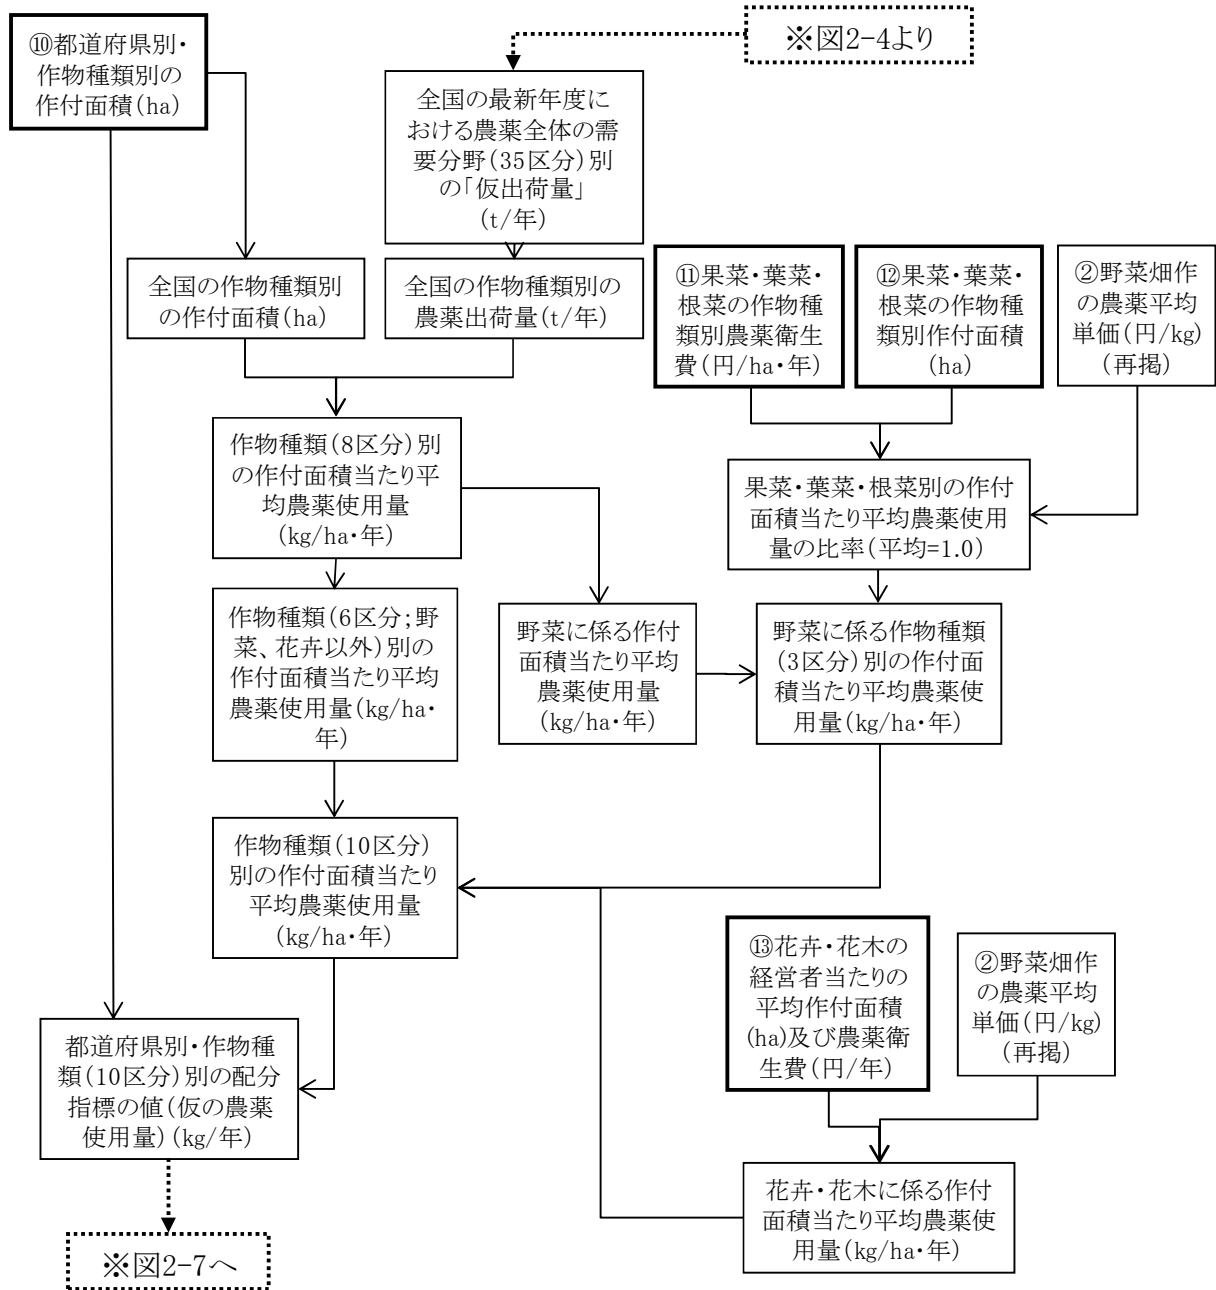 ⑩都道府県別・
作物種類別の
作付面積(ha)
※図2-4より
全国の最新年度に
おける農薬全体の需
要分野(35区分)別
の「仮出荷量」
(t/年)
全国の作物種類別
の作付面積(ha)
全国の作物種類別の
農薬出荷量(t/年)
⑪果菜・葉菜・
根菜の作物種
類別農薬衛生
費(円/ha・年)
⑫果菜・葉菜・
根菜の作物種
類別作付面積
(ha)
②野菜畑作
の農薬平均
単価(円/kg)
(再掲)
作物種類(8区分)別
の作付面積当たり平
均農薬使用量
(kg/ha・年)
果菜・葉菜・根菜別の作付
面積当たり平均農薬使用
量の比率(平均=1.0)
作物種類(6区分;野
菜、花卉以外)別の
作付面積当たり平均
農薬使用量(kg/ha・
年)
野菜に係る作付
面積当たり平均
農薬使用量
(kg/ha・年)
野菜に係る作物種類
(3区分)別の作付面
積当たり平均農薬使
用量(kg/ha・年)
作物種類(10区分)
別の作付面積当たり
平均農薬使用量
(kg/ha・年)
⑬花卉・花木の
経営者当たりの
平均作付面積
(ha)及び農薬衛
生費(円/年)
②野菜畑作
の農薬平均
単価(円/kg)
(再掲)
都道府県別・作物種
類(10区分)別の配分
指標の値(仮の農薬
使用量)(kg/年)
花卉・花木に係る作付
面積当たり平均農薬使
用量(kg/ha・年)
※図2-7へ